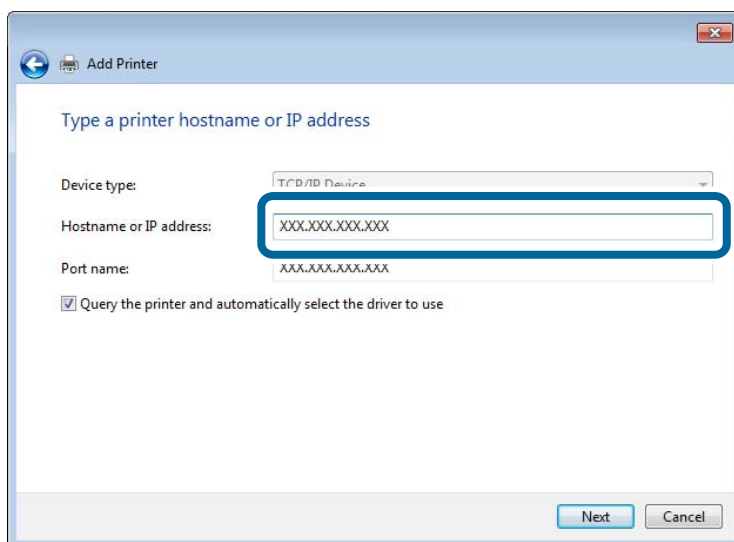 Add Printer
Type a printer hostname or IP address
Device type: TCP/IP Device
Hostname or IP address: XXX.XXX.XXX.XXX
Port name: XXX.XXX.XXX.XXX
Query the printer and automatically select the driver to use
Next Cancel